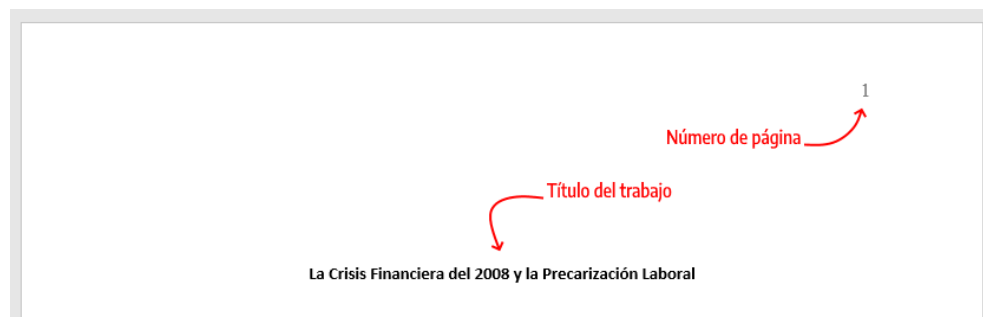 1
Número de página
Título del trabajo
La Crisis Financiera del 2008 y la Precarización Laboral